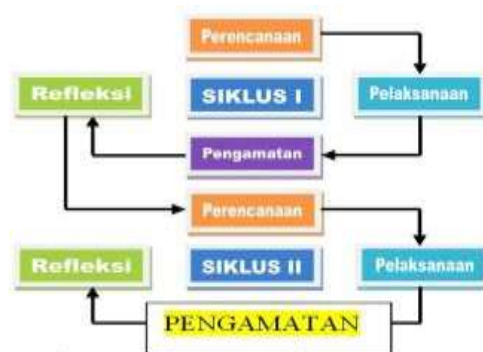 Perencanaan
Refleksi
SIKLUS I
Pelaksanaan
Pengamatan
Perencanaan
Refleksi
SIKLUS II
Pelaksanaan
PENGAMATAN